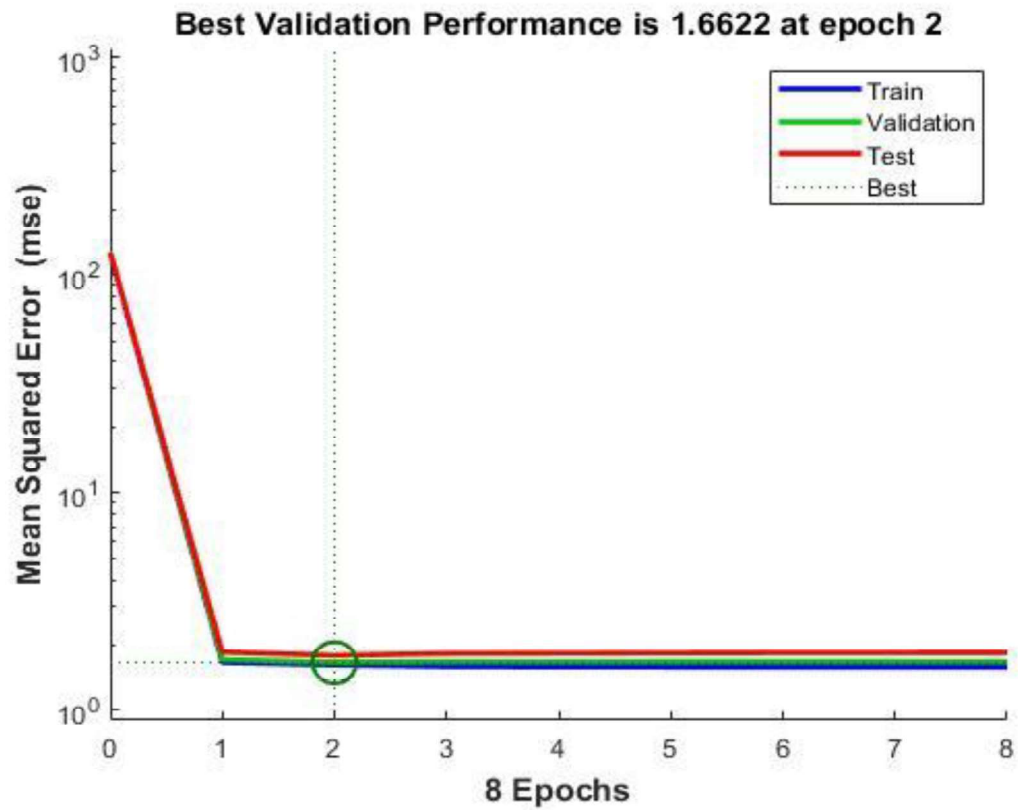 Best Validation Performance is 1.6622 at epoch 2
10^3
10^2
10^1
10^0
Mean Squared Error (mse)
Train
Validation
Test
Best
0 1 2 3 4 5 6 7 8
8 Epochs